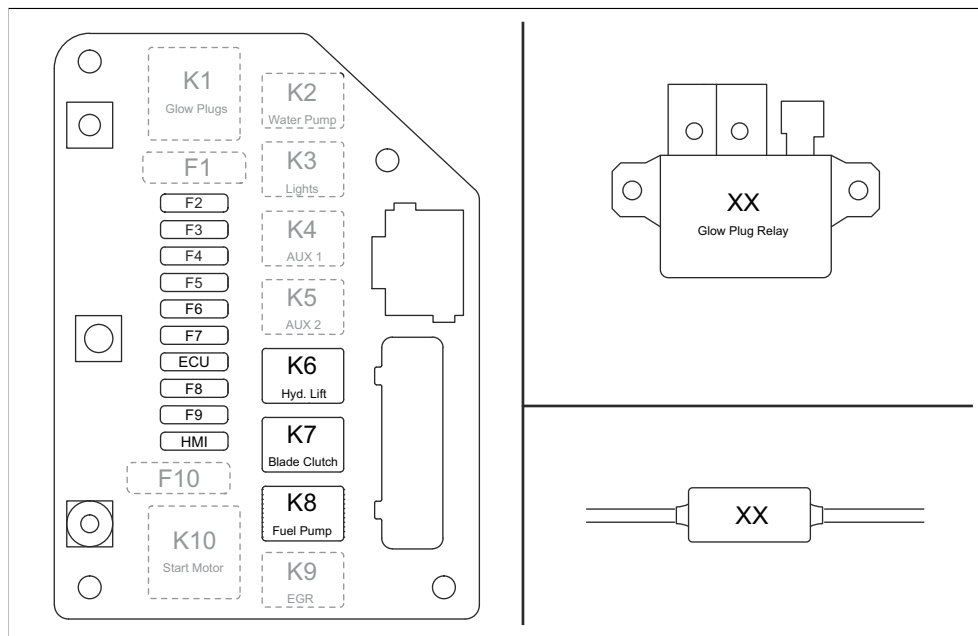 K1
Glow Plugs
F1
F2
F3
F4
F5
F6
F7
ECU
F8
F9
HMI
F10
K10
Start Motor
K2
Water Pump
K3
Lights
K4
AUX 1
K5
AUX 2
K6
Hyd. Lift
K7
Blade Clutch
K8
Fuel Pump
K9
EGR
XX
Glow Plug Relay
XX